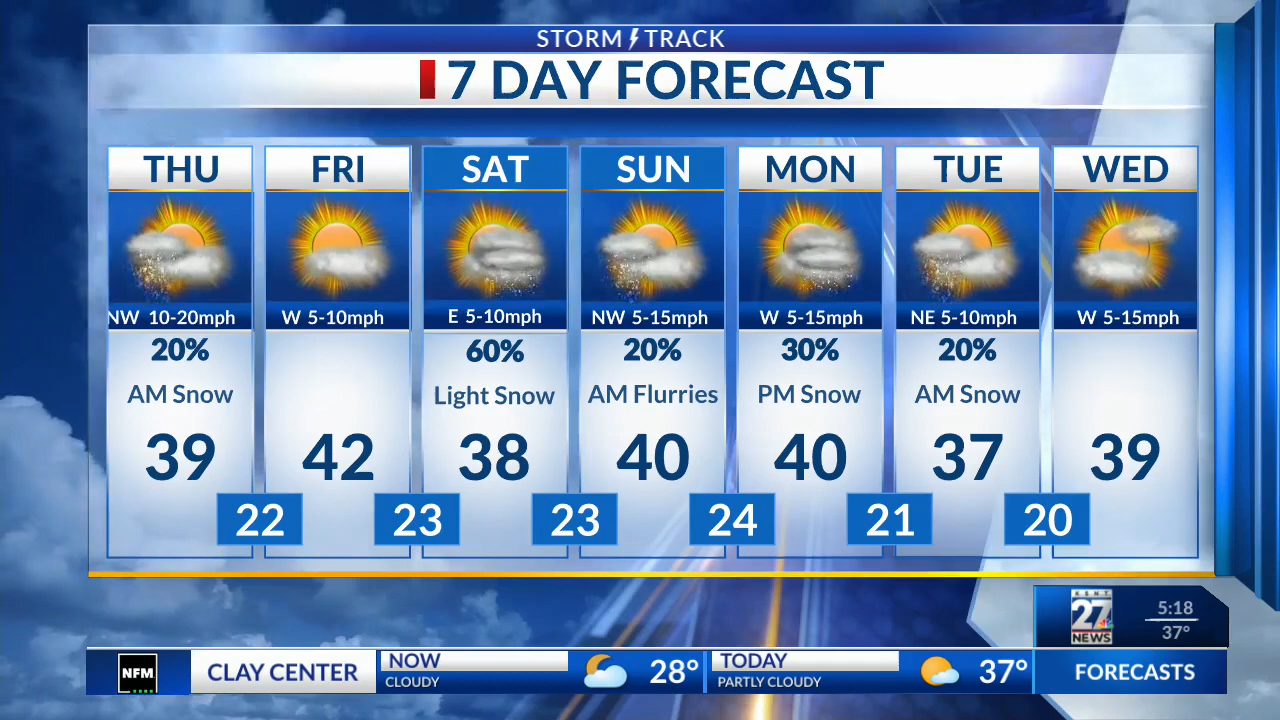 STORM TRACK
7 DAY FORECAST
THU FRI SAT SUN MON TUE WED
NW 10-20mph W 5-10mph E 5-10mph NW 5-15mph W 5-15mph NE 5-10mph W 5-15mph
20% 60% 20% 30% 20%
AM Snow Light Snow AM Flurries PM Snow AM Snow
39 42 38 40 40 37 39
22 23 23 24 21 20
KENT
27
NEWS
5:18
37°
NFM
CLAY CENTER
NOW
CLOUDY
28°
TODAY
PARTLY CLOUDY
37°
FORECASTS